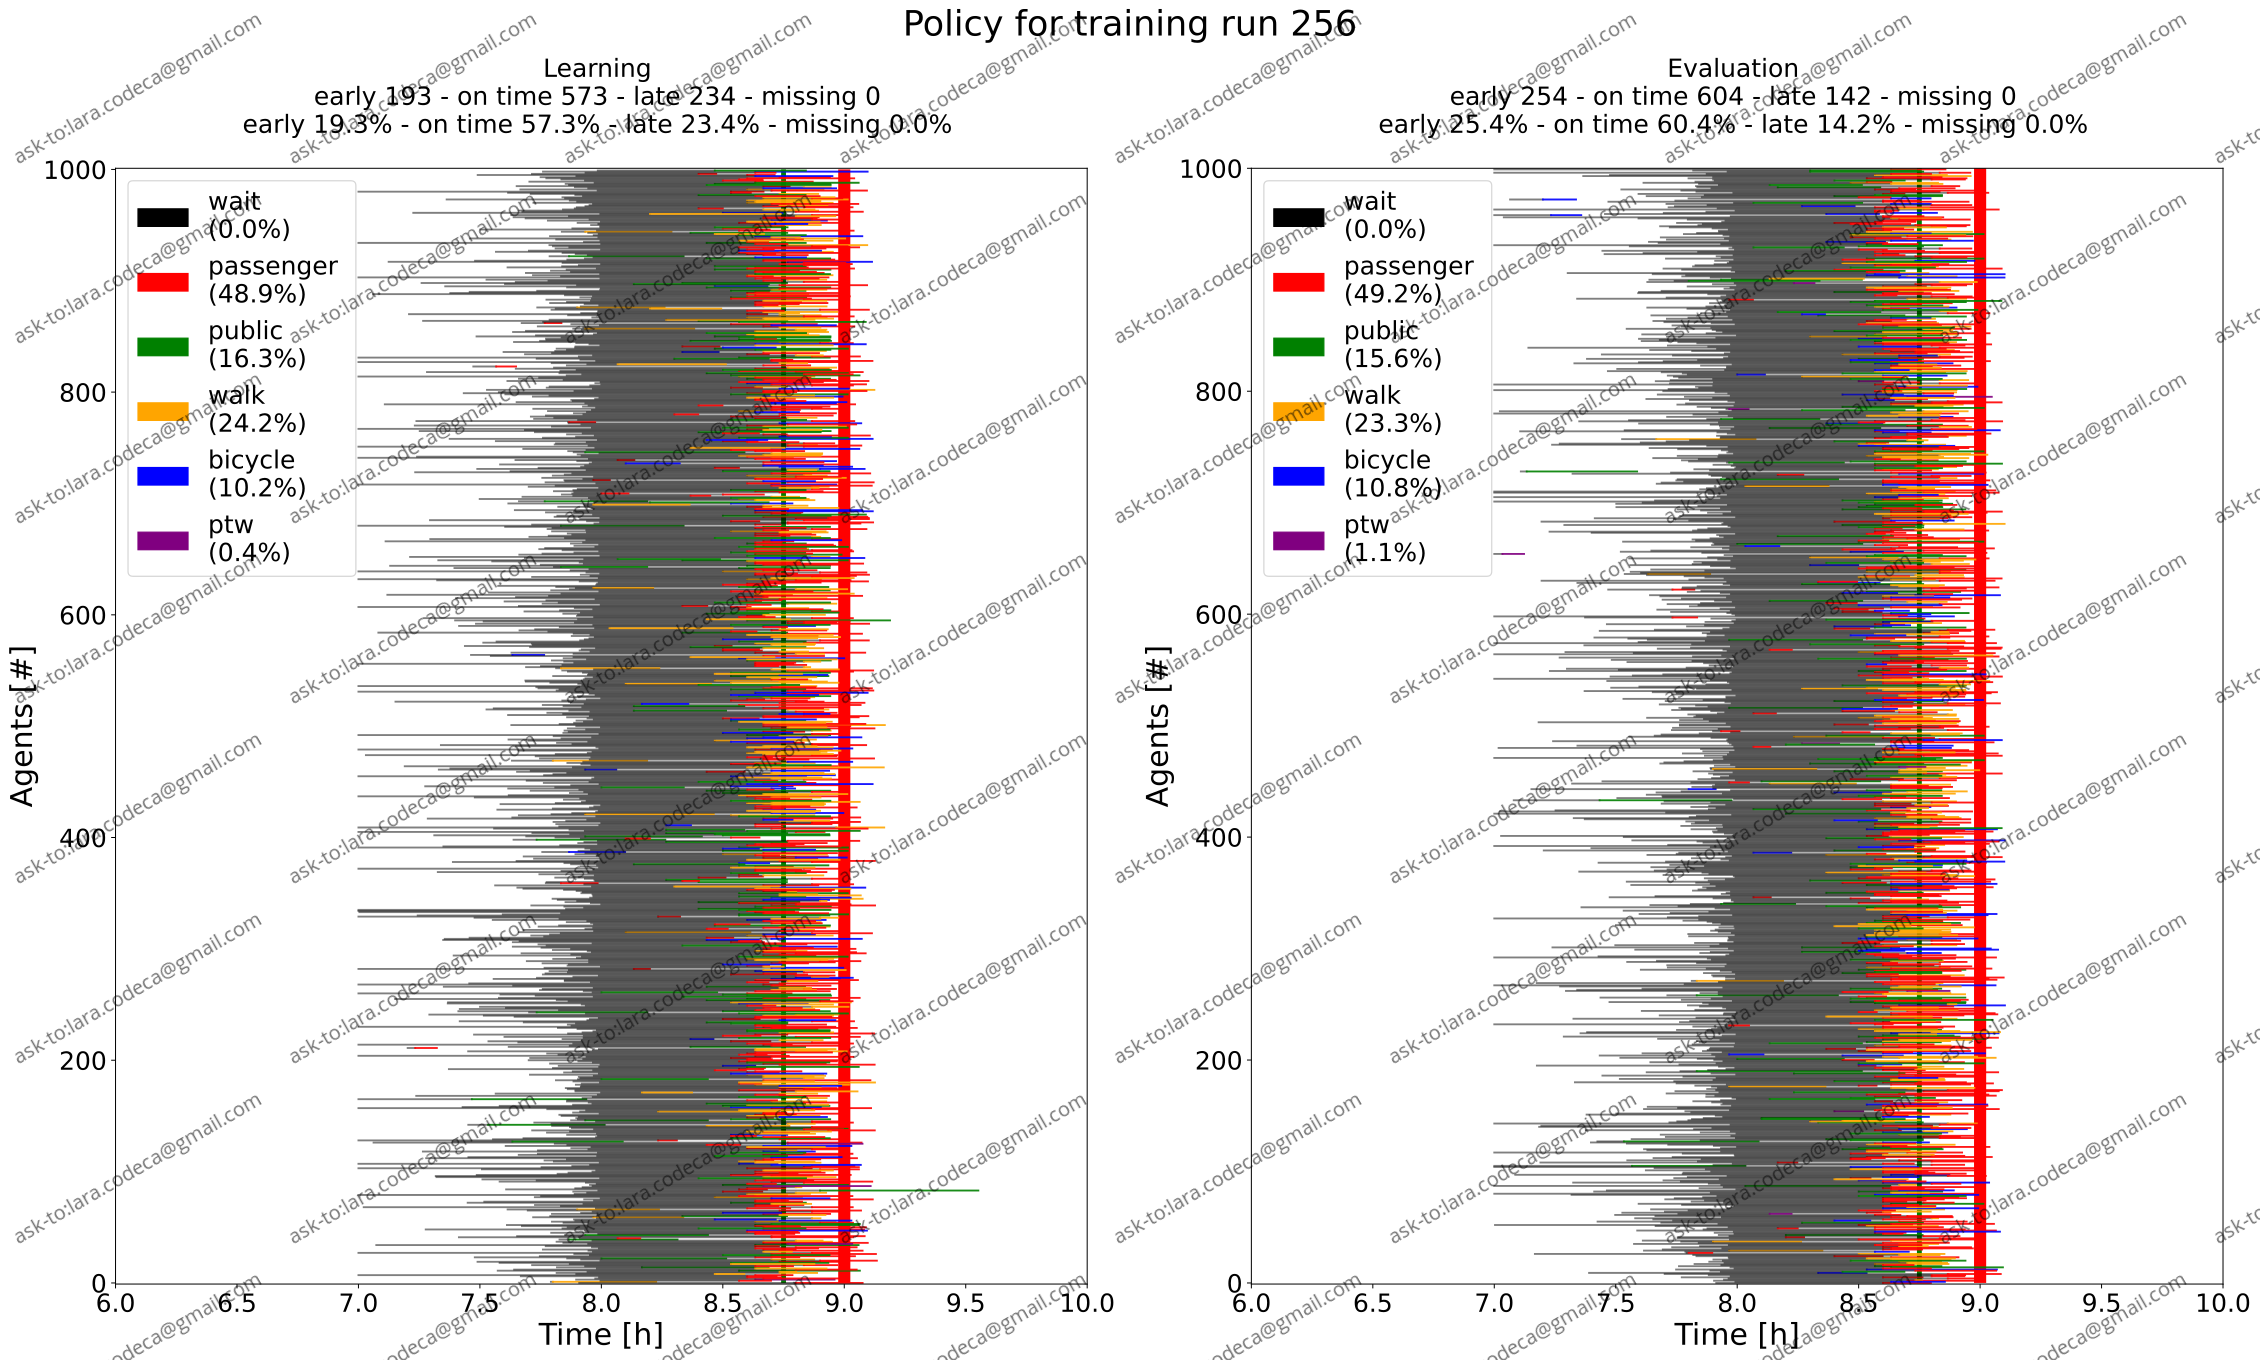 Policy for training run 256
Learning
early 193 - on time 573 - late 234 - missing 0
early 19.3% - on time 57.3% - late 23.4% - missing 0.0%
1000
800
600
400
200
0
Agents [#]
wait
(0.0%)
passenger
(48.9%)
public
(16.3%)
walk
(24.2%)
bicycle
(10.2%)
ptw
(0.4%)
6.0 6.5 7.0 7.5 8.0 8.5 9.0 9.5 10.0
Time [h]
Evaluation
early 254 - on time 604 - late 142 - missing 0
early 25.4% - on time 60.4% - late 14.2% - missing 0.0%
1000
800
600
400
200
0
Agents [#]
wait
(0.0%)
passenger
(49.2%)
public
(15.6%)
walk
(23.3%)
bicycle
(10.8%)
ptw
(1.1%)
6.0 6.5 7.0 7.5 8.0 8.5 9.0 9.5 10.0
Time [h]
ask-to:lara.codeca@gmail.com